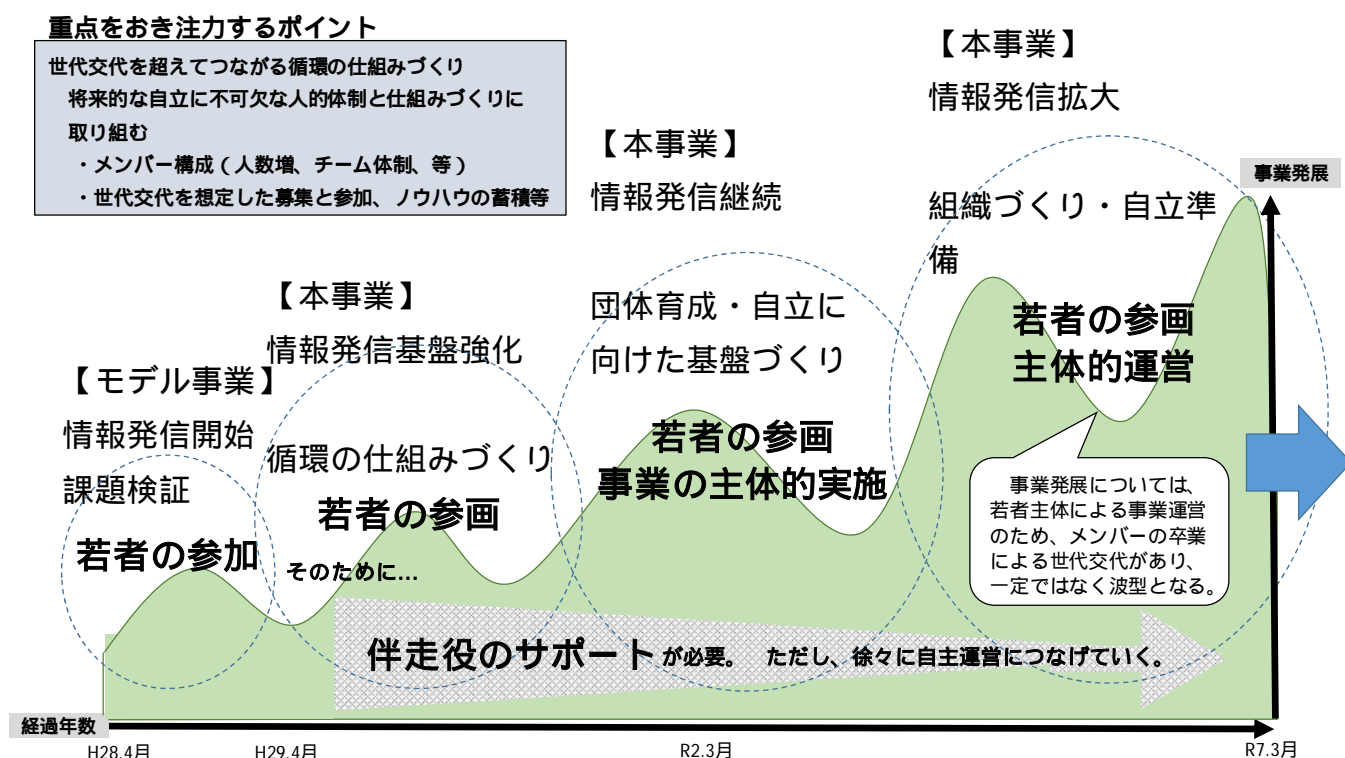 重点をおき注力するポイント
世代交代を超えてつながる循環の仕組みづくり
将来的な自立に不可欠な人的体制と仕組みづくりに
取り組む
・メンバー構成(人数増、チーム体制、等)
・世代交代を想定した募集と参加、ノウハウの蓄積等
【モデル事業】
情報発信開始
課題検証
若者の参加
【本事業】
情報発信基盤強化
循環の仕組みづくり
若者の参画
そのために…
【本事業】
情報発信継続
団体育成・自立に
向けた基盤づくり
若者の参画
事業の主体的実施
【本事業】
情報発信拡大
組織づくり・自立準
備
若者の参画
主体的運営
事業発展
事業発展については、
若者主体による事業運営
のため、メンバーの卒業
による世代交代があり、
一定ではなく波型となる。
伴走役のサポートが必要。 ただし、徐々に自主運営につなげていく。
経過年数
H28.4月
H29.4月
R2.3月
R7.3月